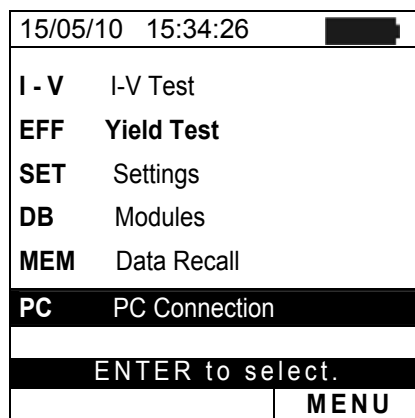 15/05/10 15:34:26
I - V I-V Test
EFF Yield Test
SET Settings
DB Modules
MEM Data Recall
PC PC Connection
ENTER to select.
MENU